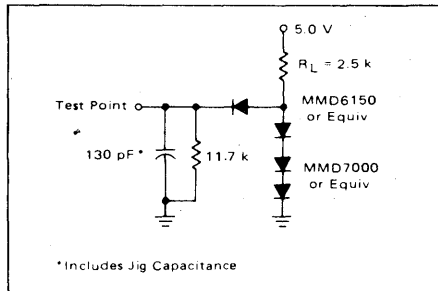 5.0 V
R_L = 2.5 k
Test Point
MMD6150
or Equiv
130 pF*
11.7 k
MMD7000
or Equiv
*Includes Jig Capacitance